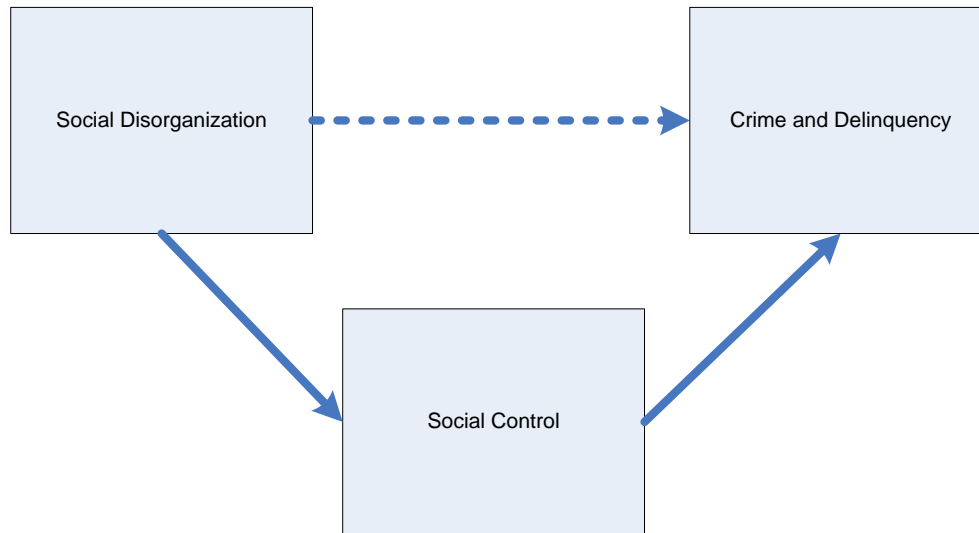 Social Disorganization
Crime and Delinquency
Social Control